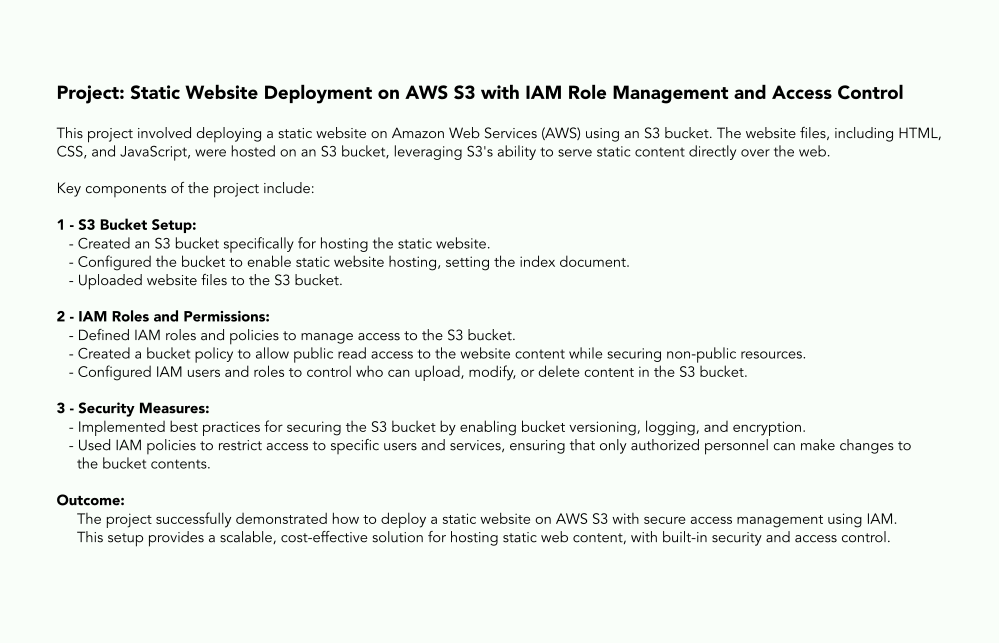 Project: Static Website Deployment on AWS S3 with IAM Role Management and Access Control
This project involved deploying a static website on Amazon Web Services (AWS) using an S3 bucket. The website files, including HTML,
CSS, and JavaScript, were hosted on an S3 bucket, leveraging S3's ability to serve static content directly over the web.
Key components of the project include:
1 - S3 Bucket Setup:
- Created an S3 bucket specifically for hosting the static website.
- Configured the bucket to enable static website hosting, setting the index document.
- Uploaded website files to the S3 bucket.
2 - IAM Roles and Permissions:
- Defined IAM roles and policies to manage access to the S3 bucket.
- Created a bucket policy to allow public read access to the website content while securing non-public resources.
- Configured IAM users and roles to control who can upload, modify, or delete content in the S3 bucket.
3 - Security Measures:
- Implemented best practices for securing the S3 bucket by enabling bucket versioning, logging, and encryption.
- Used IAM policies to restrict access to specific users and services, ensuring that only authorized personnel can make changes to
the bucket contents.
Outcome:
The project successfully demonstrated how to deploy a static website on AWS S3 with secure access management using IAM.
This setup provides a scalable, cost-effective solution for hosting static web content, with built-in security and access control.